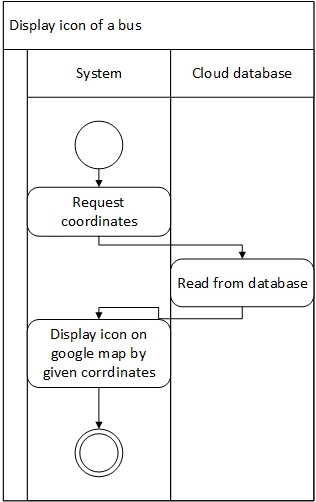 Display icon of a bus
System
Cloud database
Request
coordinates
Read from database
Display icon on
google map by
given corrdinates